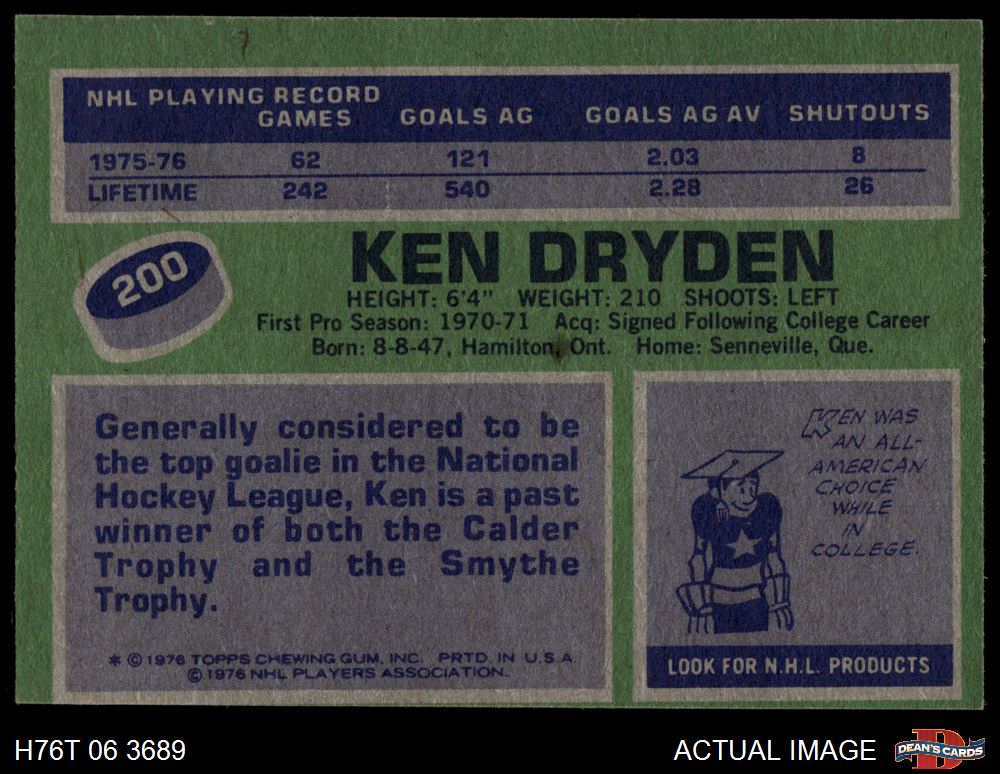 NHL PLAYING RECORD
GAMES GOALS AG GOALS AG AV SHUTOUTS
1975-76 62 121 2.03 8
LIFETIME 242 540 2.28 26
200
KEN DRYDEN
HEIGHT: 6'4" WEIGHT: 210 SHOOTS: LEFT
First Pro Season: 1970-71 Acq: Signed Following College Career
Born: 8-8-47, Hamilton, Ont. Home: Senneville, Que.
Generally considered to be
the top goalie in the National
Hockey League, Ken is a past
winner of both the Calder
Trophy and the Smythe
Trophy.
* © 1976 TOPPS CHEWING GUM, INC. PRTD. IN U.S.A.
© 1976 NHL PLAYERS ASSOCIATION.
KEN WAS
AN ALL-
AMERICAN
CHOICE
WHILE
IN
COLLEGE.
LOOK FOR N.H.L. PRODUCTS
H76T 06 3689
ACTUAL IMAGE
D
DEAN'S CARDS